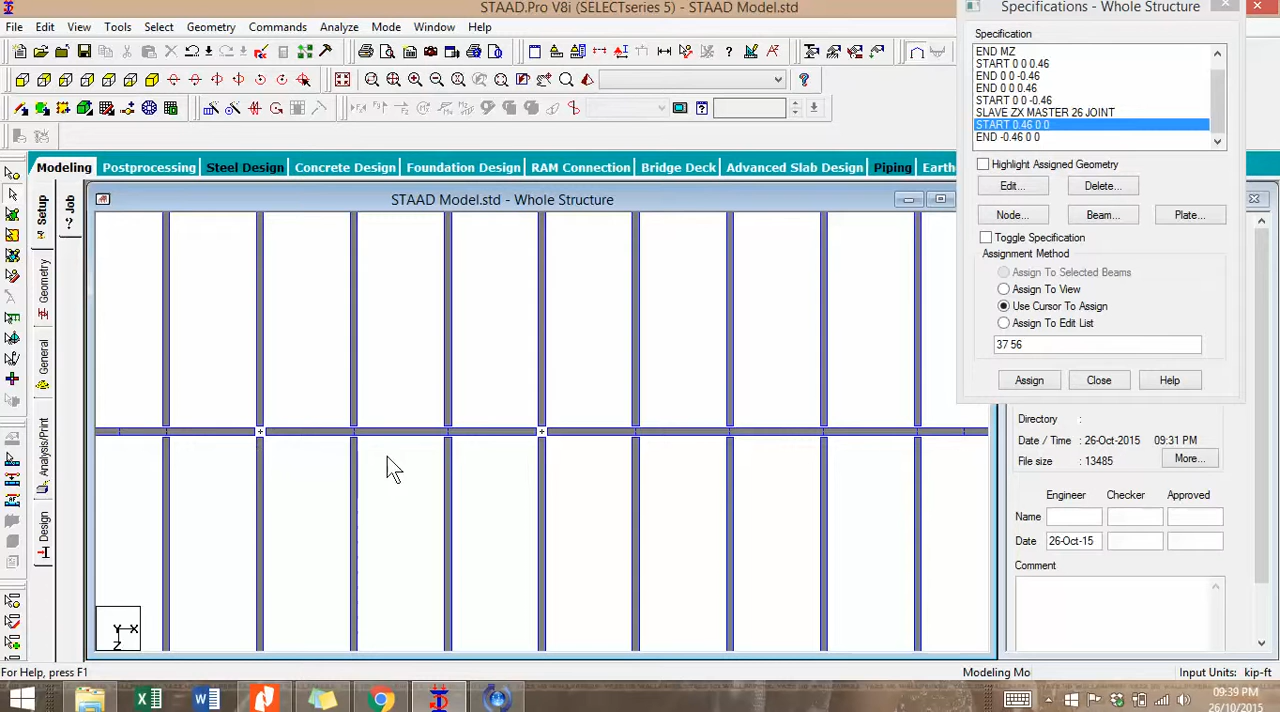 STAAD.Pro V8i (SELECTseries 5) - STAAD Model.std
File Edit View Tools Select Geometry Commands Analyze Mode Window Help
Modeling Postprocessing Steel Design Concrete Design Foundation Design RAM Connection Bridge Deck Advanced Slab Design Piping Earth
STAAD Model.std - Whole Structure
Job
Setup
Geometry
General
Analysis/Print
Design
Y X
Z
Specifications - Whole Structure
Specification
END MZ
START 0 0 0.46
END 0 0 -0.46
END 0 0 0.46
START 0 0 -0.46
SLAVE ZX MASTER 26 JOINT
START 0.46 0 0
END -0.46 0 0
Highlight Assigned Geometry
Edit... Delete...
Node... Beam... Plate...
Toggle Specification
Assignment Method
Assign To Selected Beams
Assign To View
Use Cursor To Assign
Assign To Edit List
37 56
Assign Close Help
Directory :
Date / Time : 26-Oct-2015 09:31 PM
File size : 13485 More...
Engineer Checker Approved
Name
Date 26-Oct-15
Comment
For Help, press F1 Modeling Mo Input Units: kip-ft
09:39 PM
26/10/2015